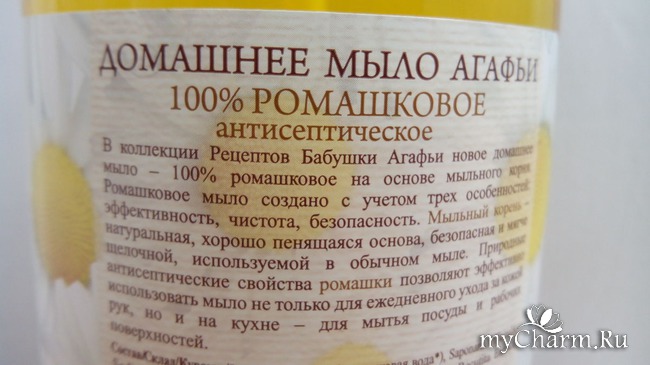 ДОМАШНЕЕ МЫЛО АГАФЬИ
100% РОМАШКОВОЕ
антисептическое
В коллекции Рецептов Бабушки Агафьи новое домашнее
мыло – 100% ромашковое на основе мыльного корня
Ромашковое мыло создано с учетом трех особенностей:
эффективность, чистота, безопасность. Мыльный корень –
натуральная, хорошо пенящаяся основа, безопасная и мягче
щелочной, используемой в обычном мыле. Природные
антисептические свойства ромашки позволяют эффективно
использовать мыло не только для ежедневного ухода за кожей
рук, но и на кухне – для мытья посуды и рабочих
поверхностей.
Состав/Склад/ вода*),
myCharm.Ru